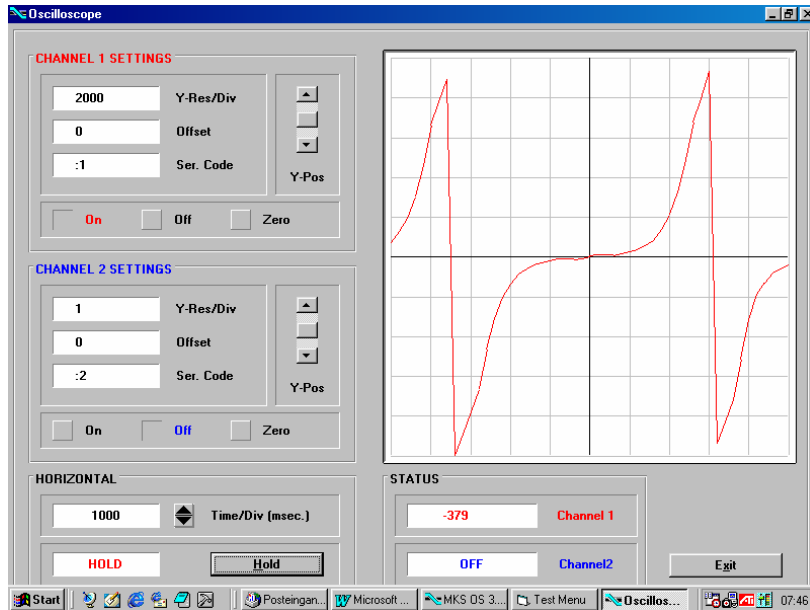 Oscilloscope
CHANNEL 1 SETTINGS
2000 Y-Res/Div
0 Offset
:1 Ser. Code
Y-Pos
On Off Zero
CHANNEL 2 SETTINGS
1 Y-Res/Div
0 Offset
:2 Ser. Code
Y-Pos
On Off Zero
HORIZONTAL
1000 Time/Div (msec.)
HOLD Hold
STATUS
-379 Channel 1
OFF Channel2
Exit
Start Posteingan... Microsoft ... MKS OS 3... Test Menu Oscillos... 07:46